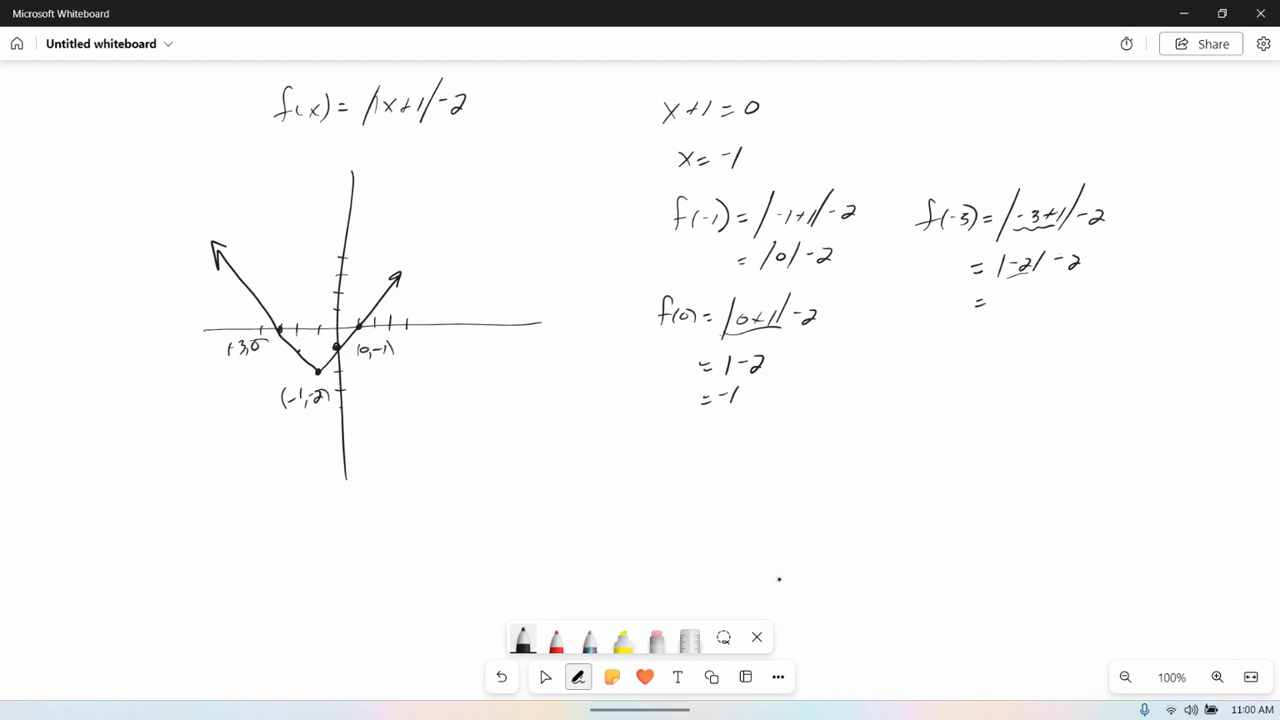 Microsoft Whiteboard
Untitled whiteboard
Share
f(x) = |1x+1|-2
x+1=0
x=-1
f(-1) = |-1+1|-2
= |0|-2
f(0) = |0+1|-2
= 1-2
=-1
f(-3) = |-3+1|-2
= |-2|-2
=
(-3,0
(0,-1)
(-1,-2)
T
100%
11:00 AM